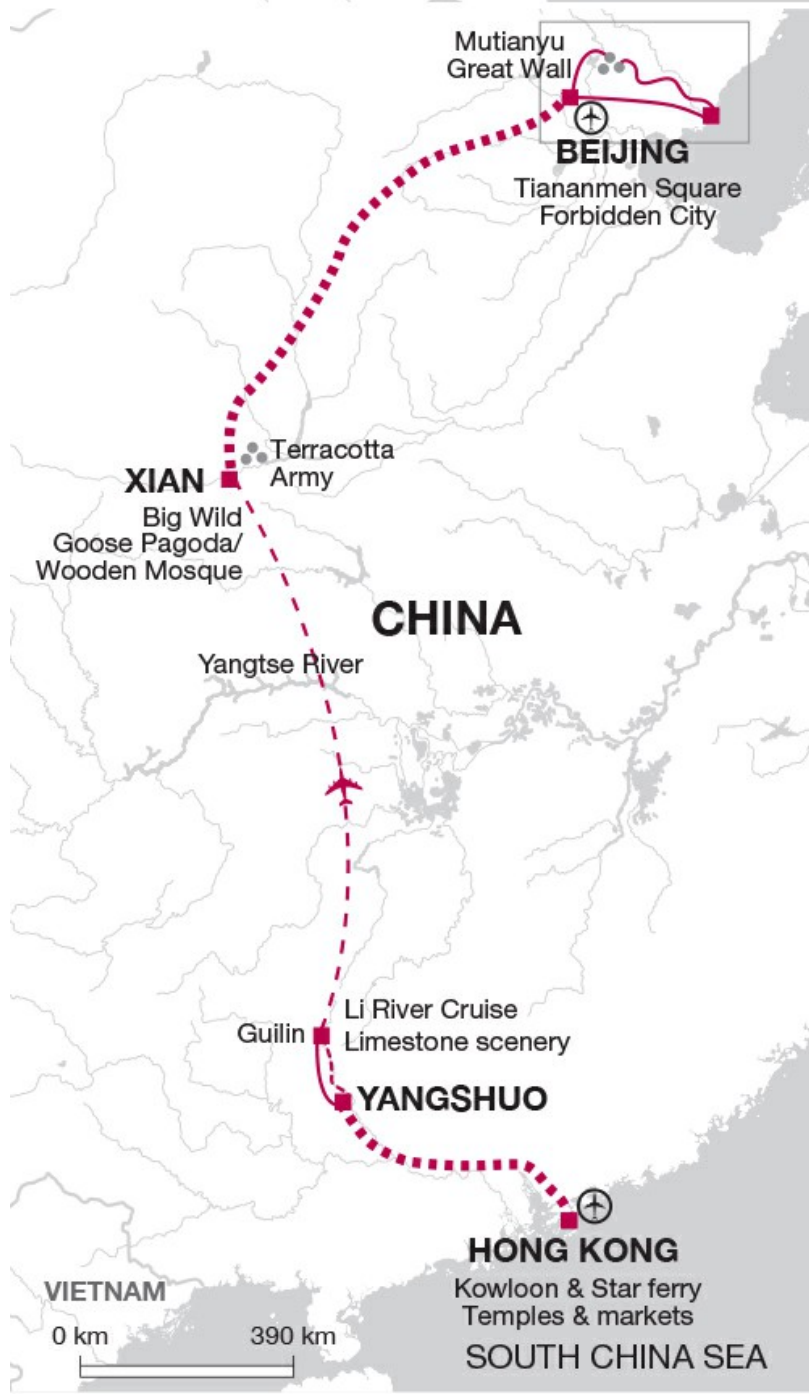 Mutianyu
Great Wall
BEIJING
Tiananmen Square
Forbidden City
Terracotta
Army
XIAN
Big Wild
Goose Pagoda/
Wooden Mosque
CHINA
Yangtse River
Li River Cruise
Guilin
Limestone scenery
YANGSHUO
HONG KONG
Kowloon & Star ferry
Temples & markets
VIETNAM
0 km 390 km
SOUTH CHINA SEA